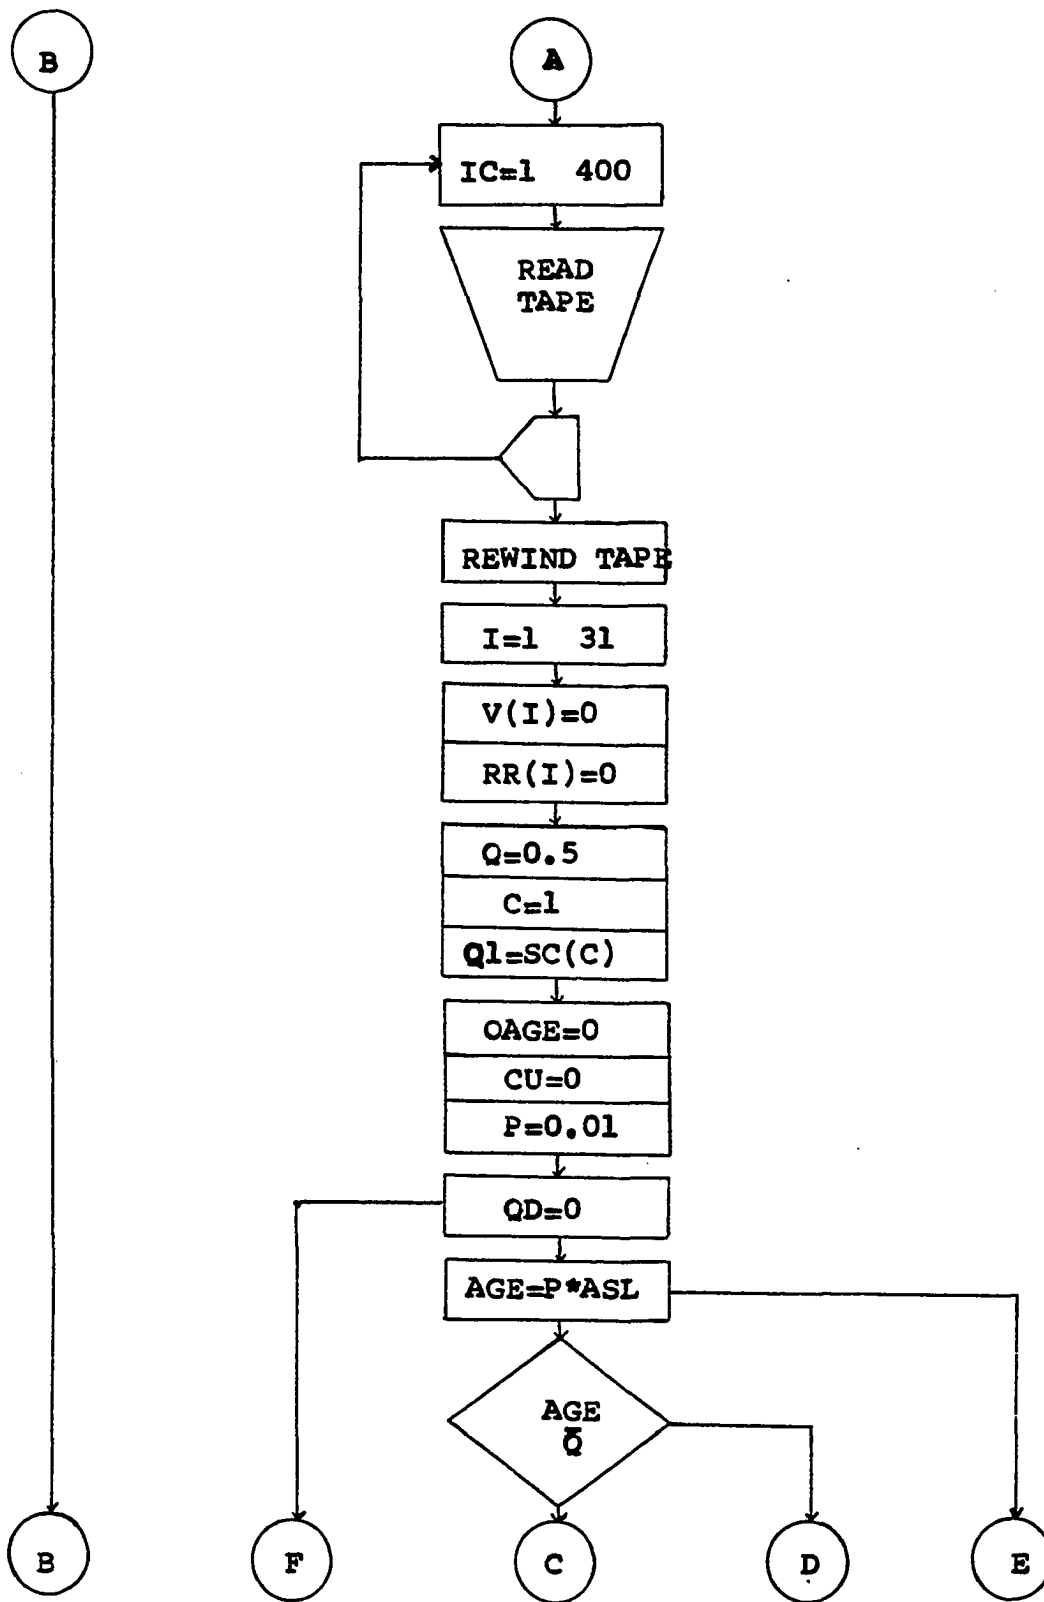 B
A
IC=1 400
READ
TAPE
REWIND TAPE
I=1 31
V(I)=0
RR(I)=0
Q=0.5
C=1
Q1=SC(C)
OAGE=0
CU=0
P=0.01
QD=0
AGE=P*ASL
AGE
-
Q
B
F
C
D
E